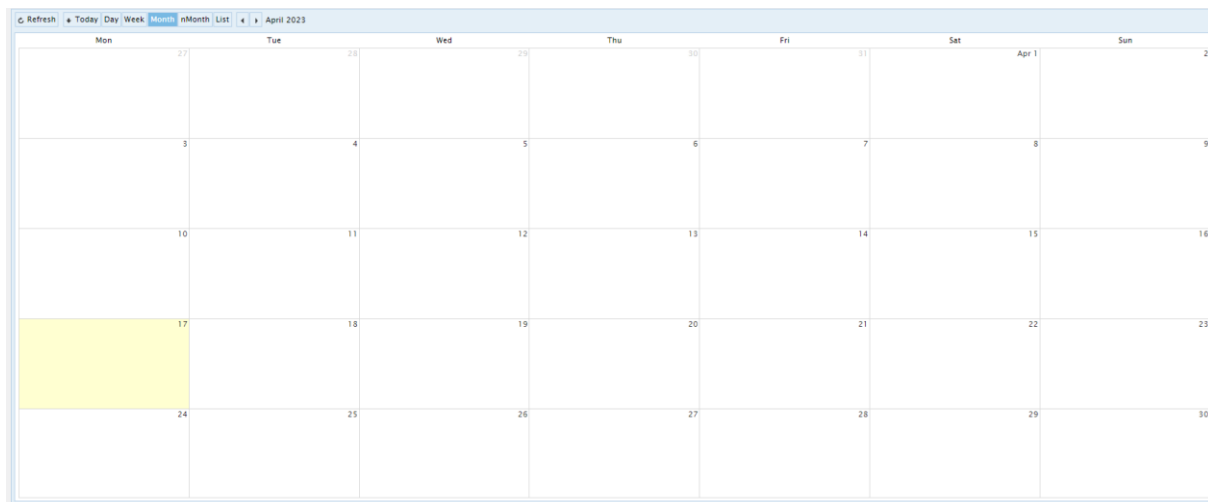 Refresh Today Day Week Month nMonth List April 2023
Mon Tue Wed Thu Fri Sat Sun
27 28 29 30 31 Apr 1 2
3 4 5 6 7 8 9
10 11 12 13 14 15 16
17 18 19 20 21 22 23
24 25 26 27 28 29 30